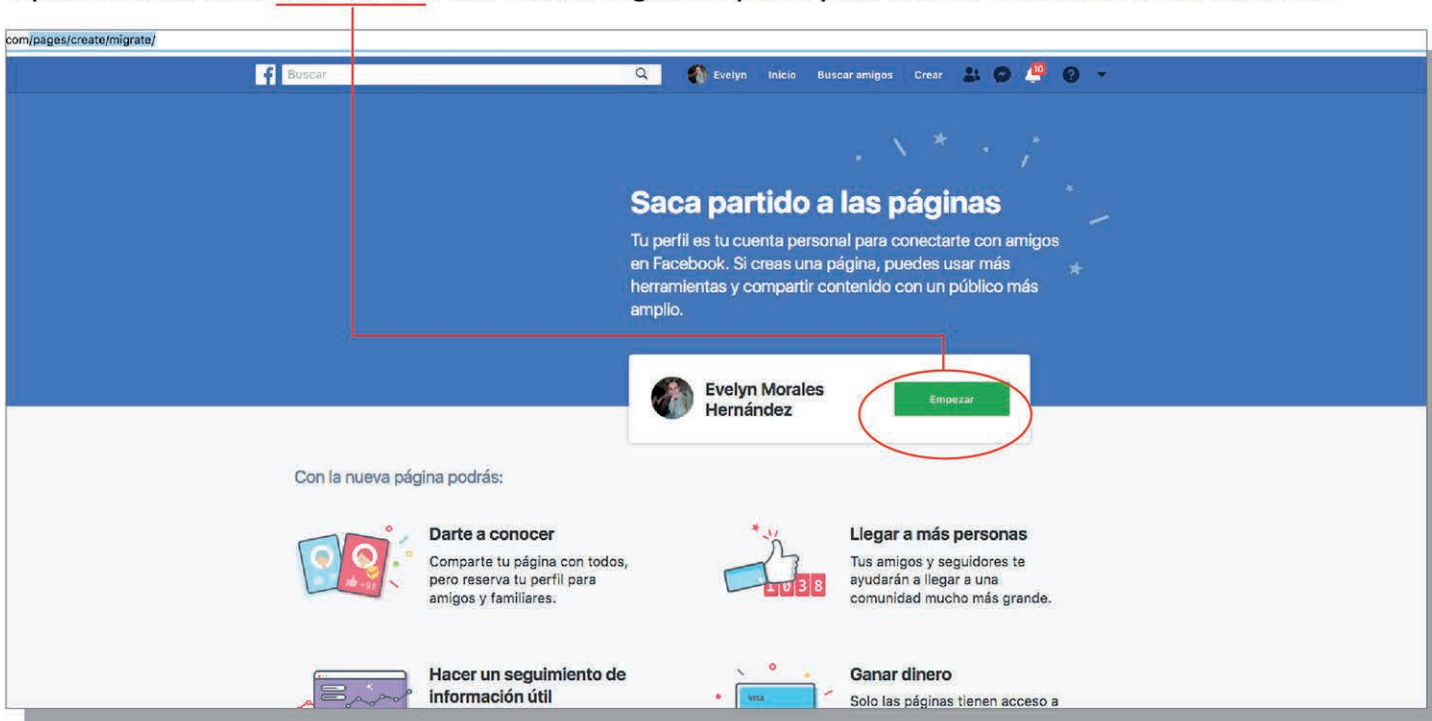 com/pages/create/migrate/
Buscar
Evelyn Inicio Buscar amigos Crear 10
Saca partido a las páginas
Tu perfil es tu cuenta personal para conectarte con amigos
en Facebook. Si creas una página, puedes usar más
herramientas y compartir contenido con un público más
amplio.
Evelyn Morales
Hernández
Empezar
Con la nueva página podrás:
Darte a conocer
Comparte tu página con todos,
pero reserva tu perfil para
amigos y familiares.
+98
Llegar a más personas
Tus amigos y seguidores te
ayudarán a llegar a una
comunidad mucho más grande.
1038
Hacer un seguimiento de
información útil
Ganar dinero
Solo las páginas tienen acceso a
VISA